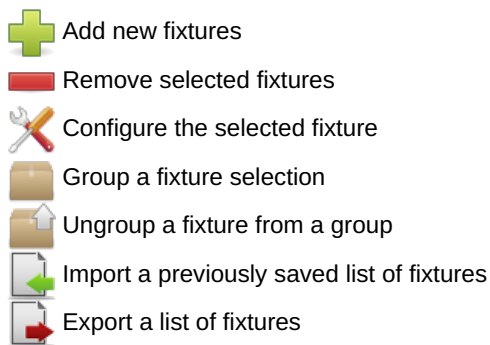 Add new fixtures
Remove selected fixtures
Configure the selected fixture
Group a fixture selection
Ungroup a fixture from a group
Import a previously saved list of fixtures
Export a list of fixtures